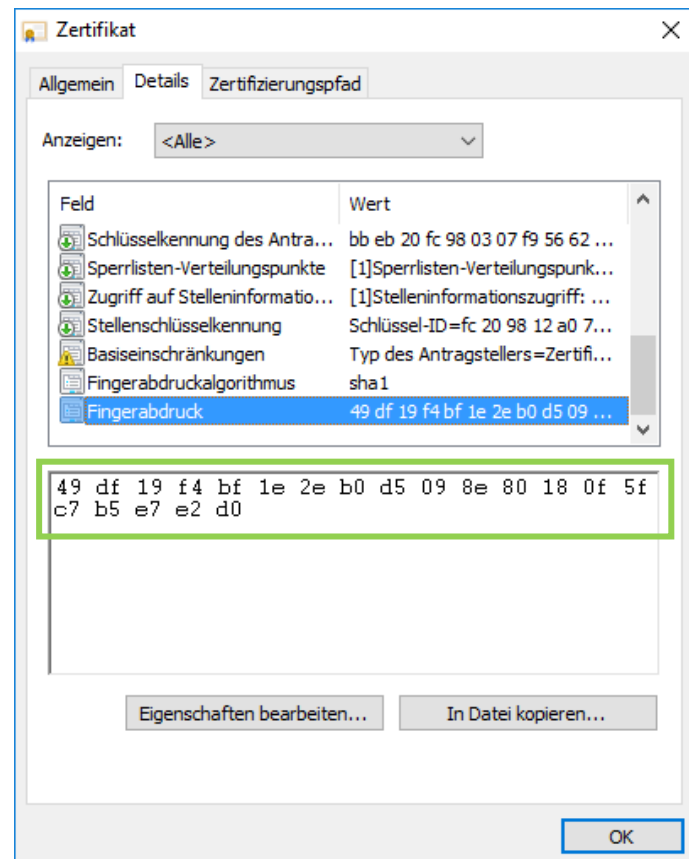 Zertifikat
Allgemein Details Zertifizierungspfad
Anzeigen: <Alle>
Feld Wert
Schlüsselkennung des Antra... bb eb 20 fc 98 03 07 f9 56 62 ...
Sperrlisten-Verteilungspunkte [1]Sperrlisten-Verteilungspunk...
Zugriff auf Stelleninformatio... [1]Stelleninformationszugriff: ...
Stellenschlüsselkennung Schlüssel-ID=fc 20 98 12 a0 7...
Basiseinschränkungen Typ des Antragstellers=Zertifi...
Fingerabdruckalgorithmus sha1
Fingerabdruck 49 df 19 f4 bf 1e 2e b0 d5 09 ...
49 df 19 f4 bf 1e 2e b0 d5 09 8e 80 18 0f 5f
c7 b5 e7 e2 d0
Eigenschaften bearbeiten... In Datei kopieren...
OK